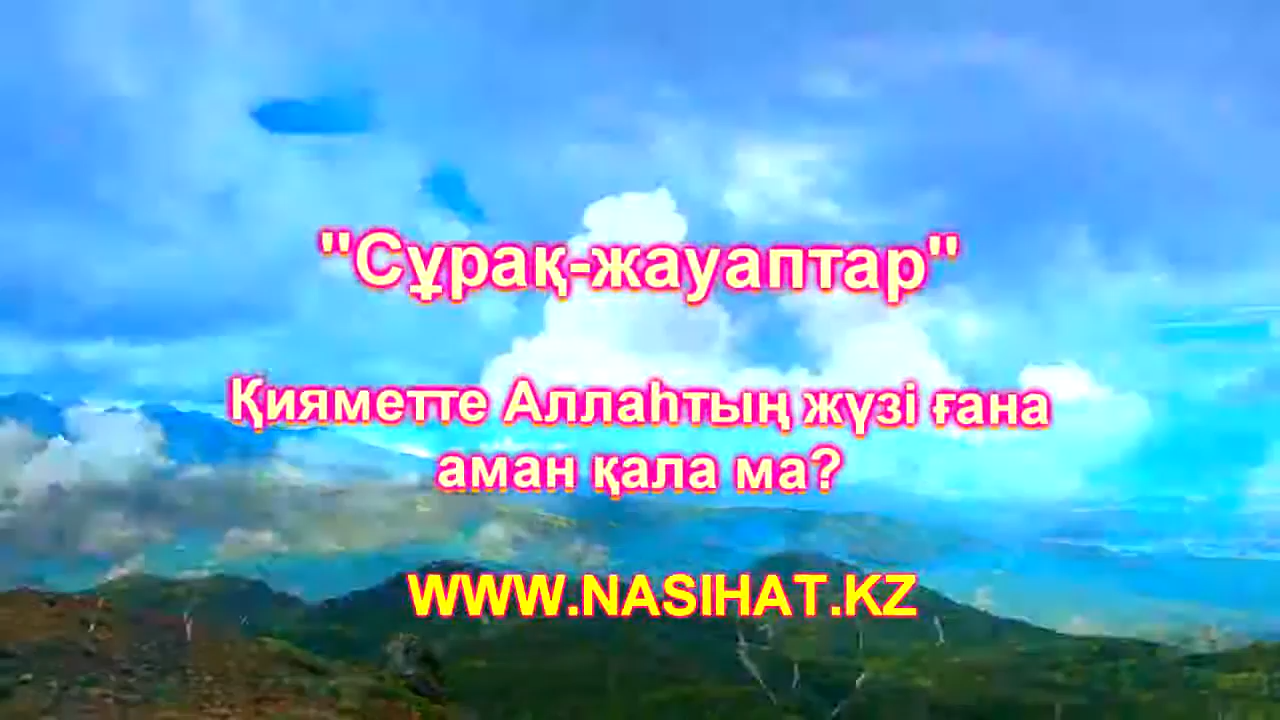 "Сұрақ-жауаптар"
Қияметте Аллаһтың жүзі ғана
аман қала ма?
WWW.NASIHAT.KZ